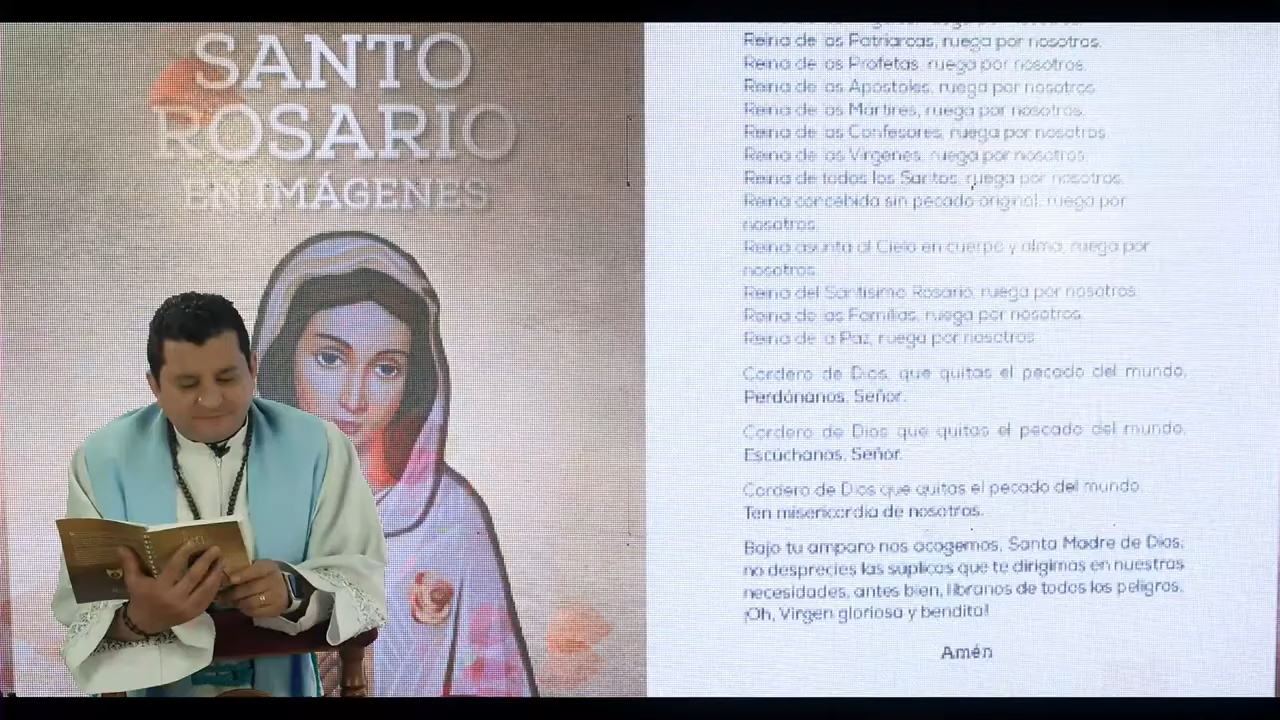 SANTO
ROSARIO
EN IMÁGENES
Reina de los Patriarcas, ruega por nosotros.
Reina de los Profetas, ruega por nosotros.
Reina de los Apóstoles, ruega por nosotros.
Reina de los Mártires, ruega por nosotros.
Reina de los Confesores, ruega por nosotros.
Reina de las Vírgenes, ruega por nosotros.
Reina de todos los Santos, ruega por nosotros.
Reina concebida sin pecado original, ruega por
nosotros.
Reina asunta al Cielo en cuerpo y alma, ruega por
nosotros.
Reina del Santísimo Rosario, ruega por nosotros.
Reina de las Familias, ruega por nosotros.
Reina de la Paz, ruega por nosotros.
Cordero de Dios, que quitas el pecado del mundo,
Perdónanos, Señor.
Cordero de Dios que quitas el pecado del mundo,
Escúchanos, Señor.
Cordero de Dios que quitas el pecado del mundo.
Ten misericordia de nosotros.
Bajo tu amparo nos acogemos, Santa Madre de Dios;
no desprecies las suplicas que te dirigimos en nuestras
necesidades, antes bien, líbranos de todos los peligros,
¡Oh, Virgen gloriosa y bendita!
Amén